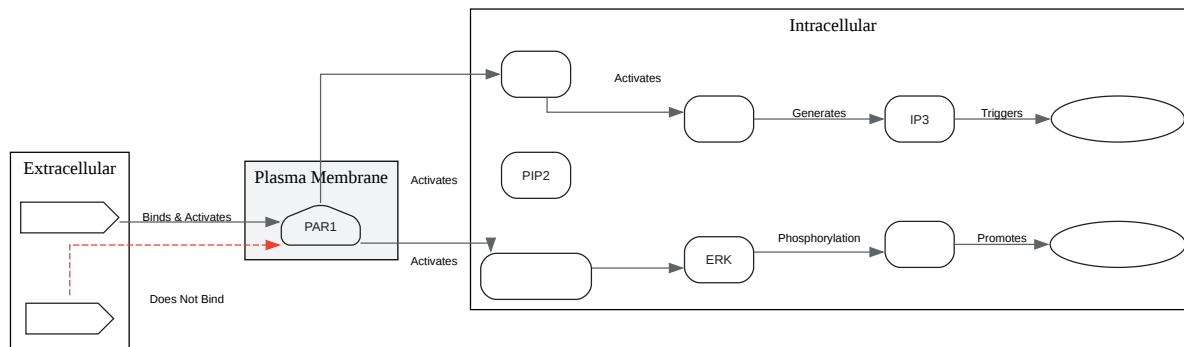 Intracellular
Activates
Generates
IP3
Triggers
Extracellular
Plasma Membrane
Activates
PIP2
Binds & Activates
PAR1
Activates
ERK
Phosphorylation
Promotes
Does Not Bind